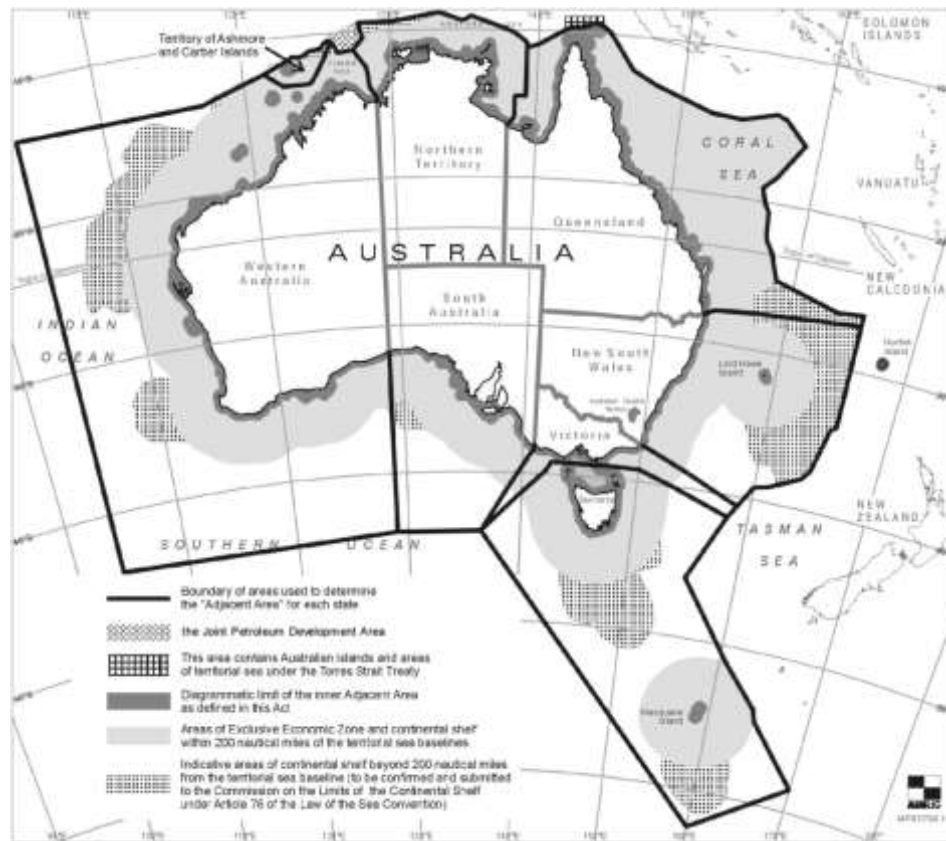 SOLOMON
ISLANDS
Territory of Ashmore
and Cartier Islands
CORAL
SEA
VANUATU
Northern
Territory
Queensland
AUSTRALIA
Western
Australia
South
Australia
NEW
CALEDONIA
INDIAN
OCEAN
New South
Wales
Lord Howe
Island
Norfolk
Island
Victoria
NEW
ZEALAND
TASMAN
SEA
SOUTHERN OCEAN
Macquarie
Island
Boundary of areas used to determine
the "Adjacent Area" for each state
the Joint Petroleum Development Area
This area contains Australian Islands and areas
of territorial sea under the Torres Strait Treaty
Diagrammatic limit of the inner Adjacent Area
as defined in this Act
Areas of Exclusive Economic Zone and continental shelf
within 200 nautical miles of the territorial sea baselines
Indicative areas of continental shelf beyond 200 nautical miles
from the territorial sea baseline (to be confirmed and submitted
to the Commission on the Limits of the Continental Shelf
under Article 76 of the Law of the Sea Convention)